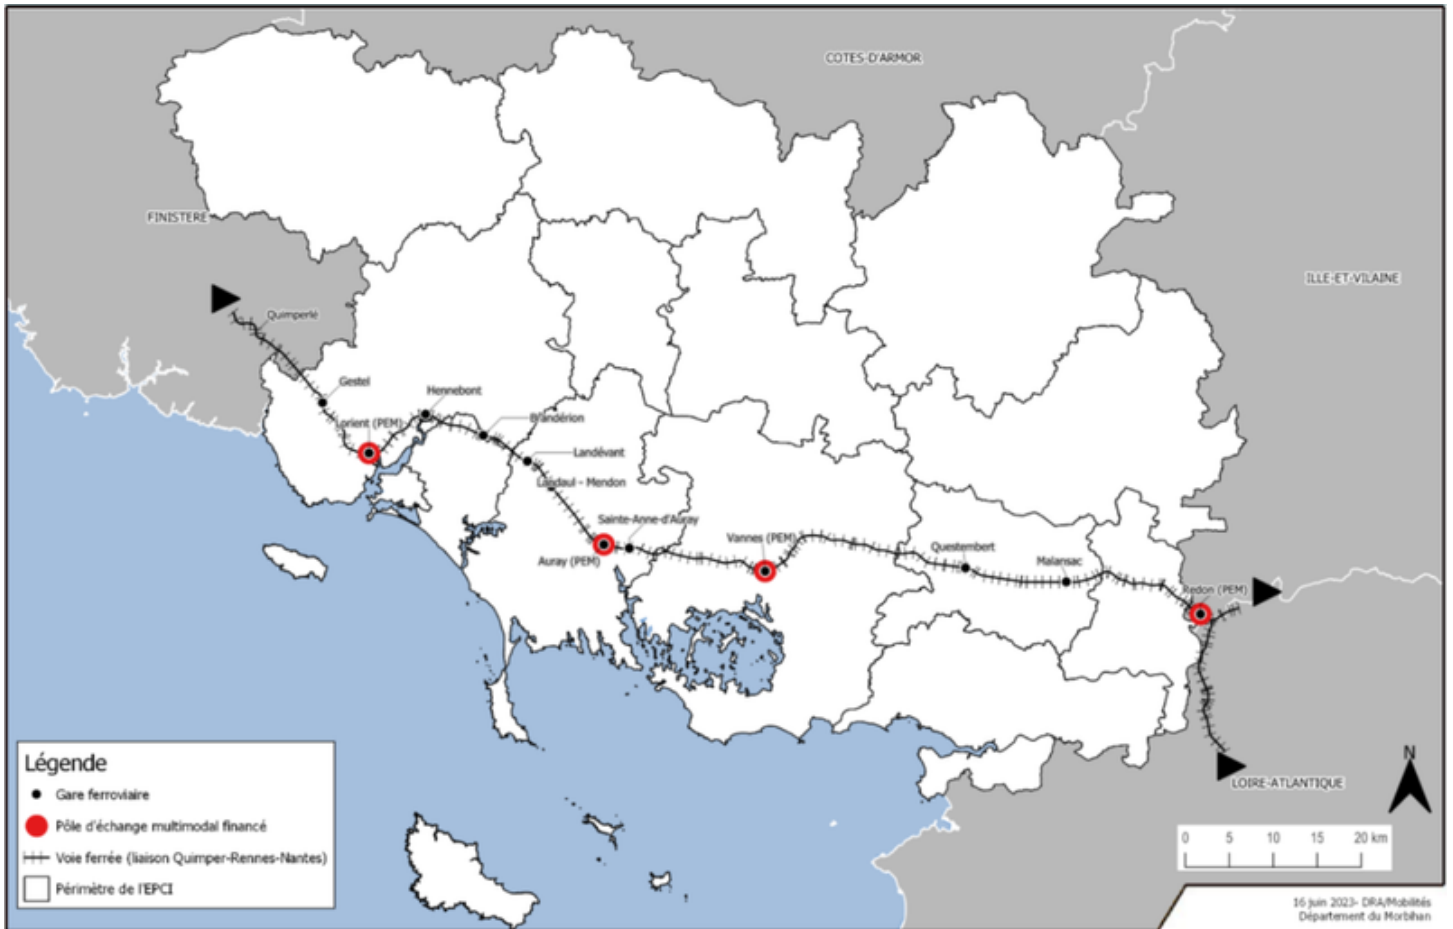 COTES-D'ARMOR
FINISTERE
ILLE-ET-VILAINE
Quimperlé
Gestel
Hennebont
Lorient (PEM)
Brandérion
Landévant
Landaul - Mendon
Sainte-Anne-d'Auray
Vannes (PEM)
Questembert
Auray (PEM)
Malansac
Redon (PEM)
LOIRE-ATLANTIQUE
N
Légende
Gare ferroviaire
Pôle d'échange multimodal financé
Voie ferrée (liaison Quimper-Rennes-Nantes)
Périmètre de l'EPCI
0 5 10 15 20 km
16 juin 2023- DRA/Mobilités
Département du Morbihan